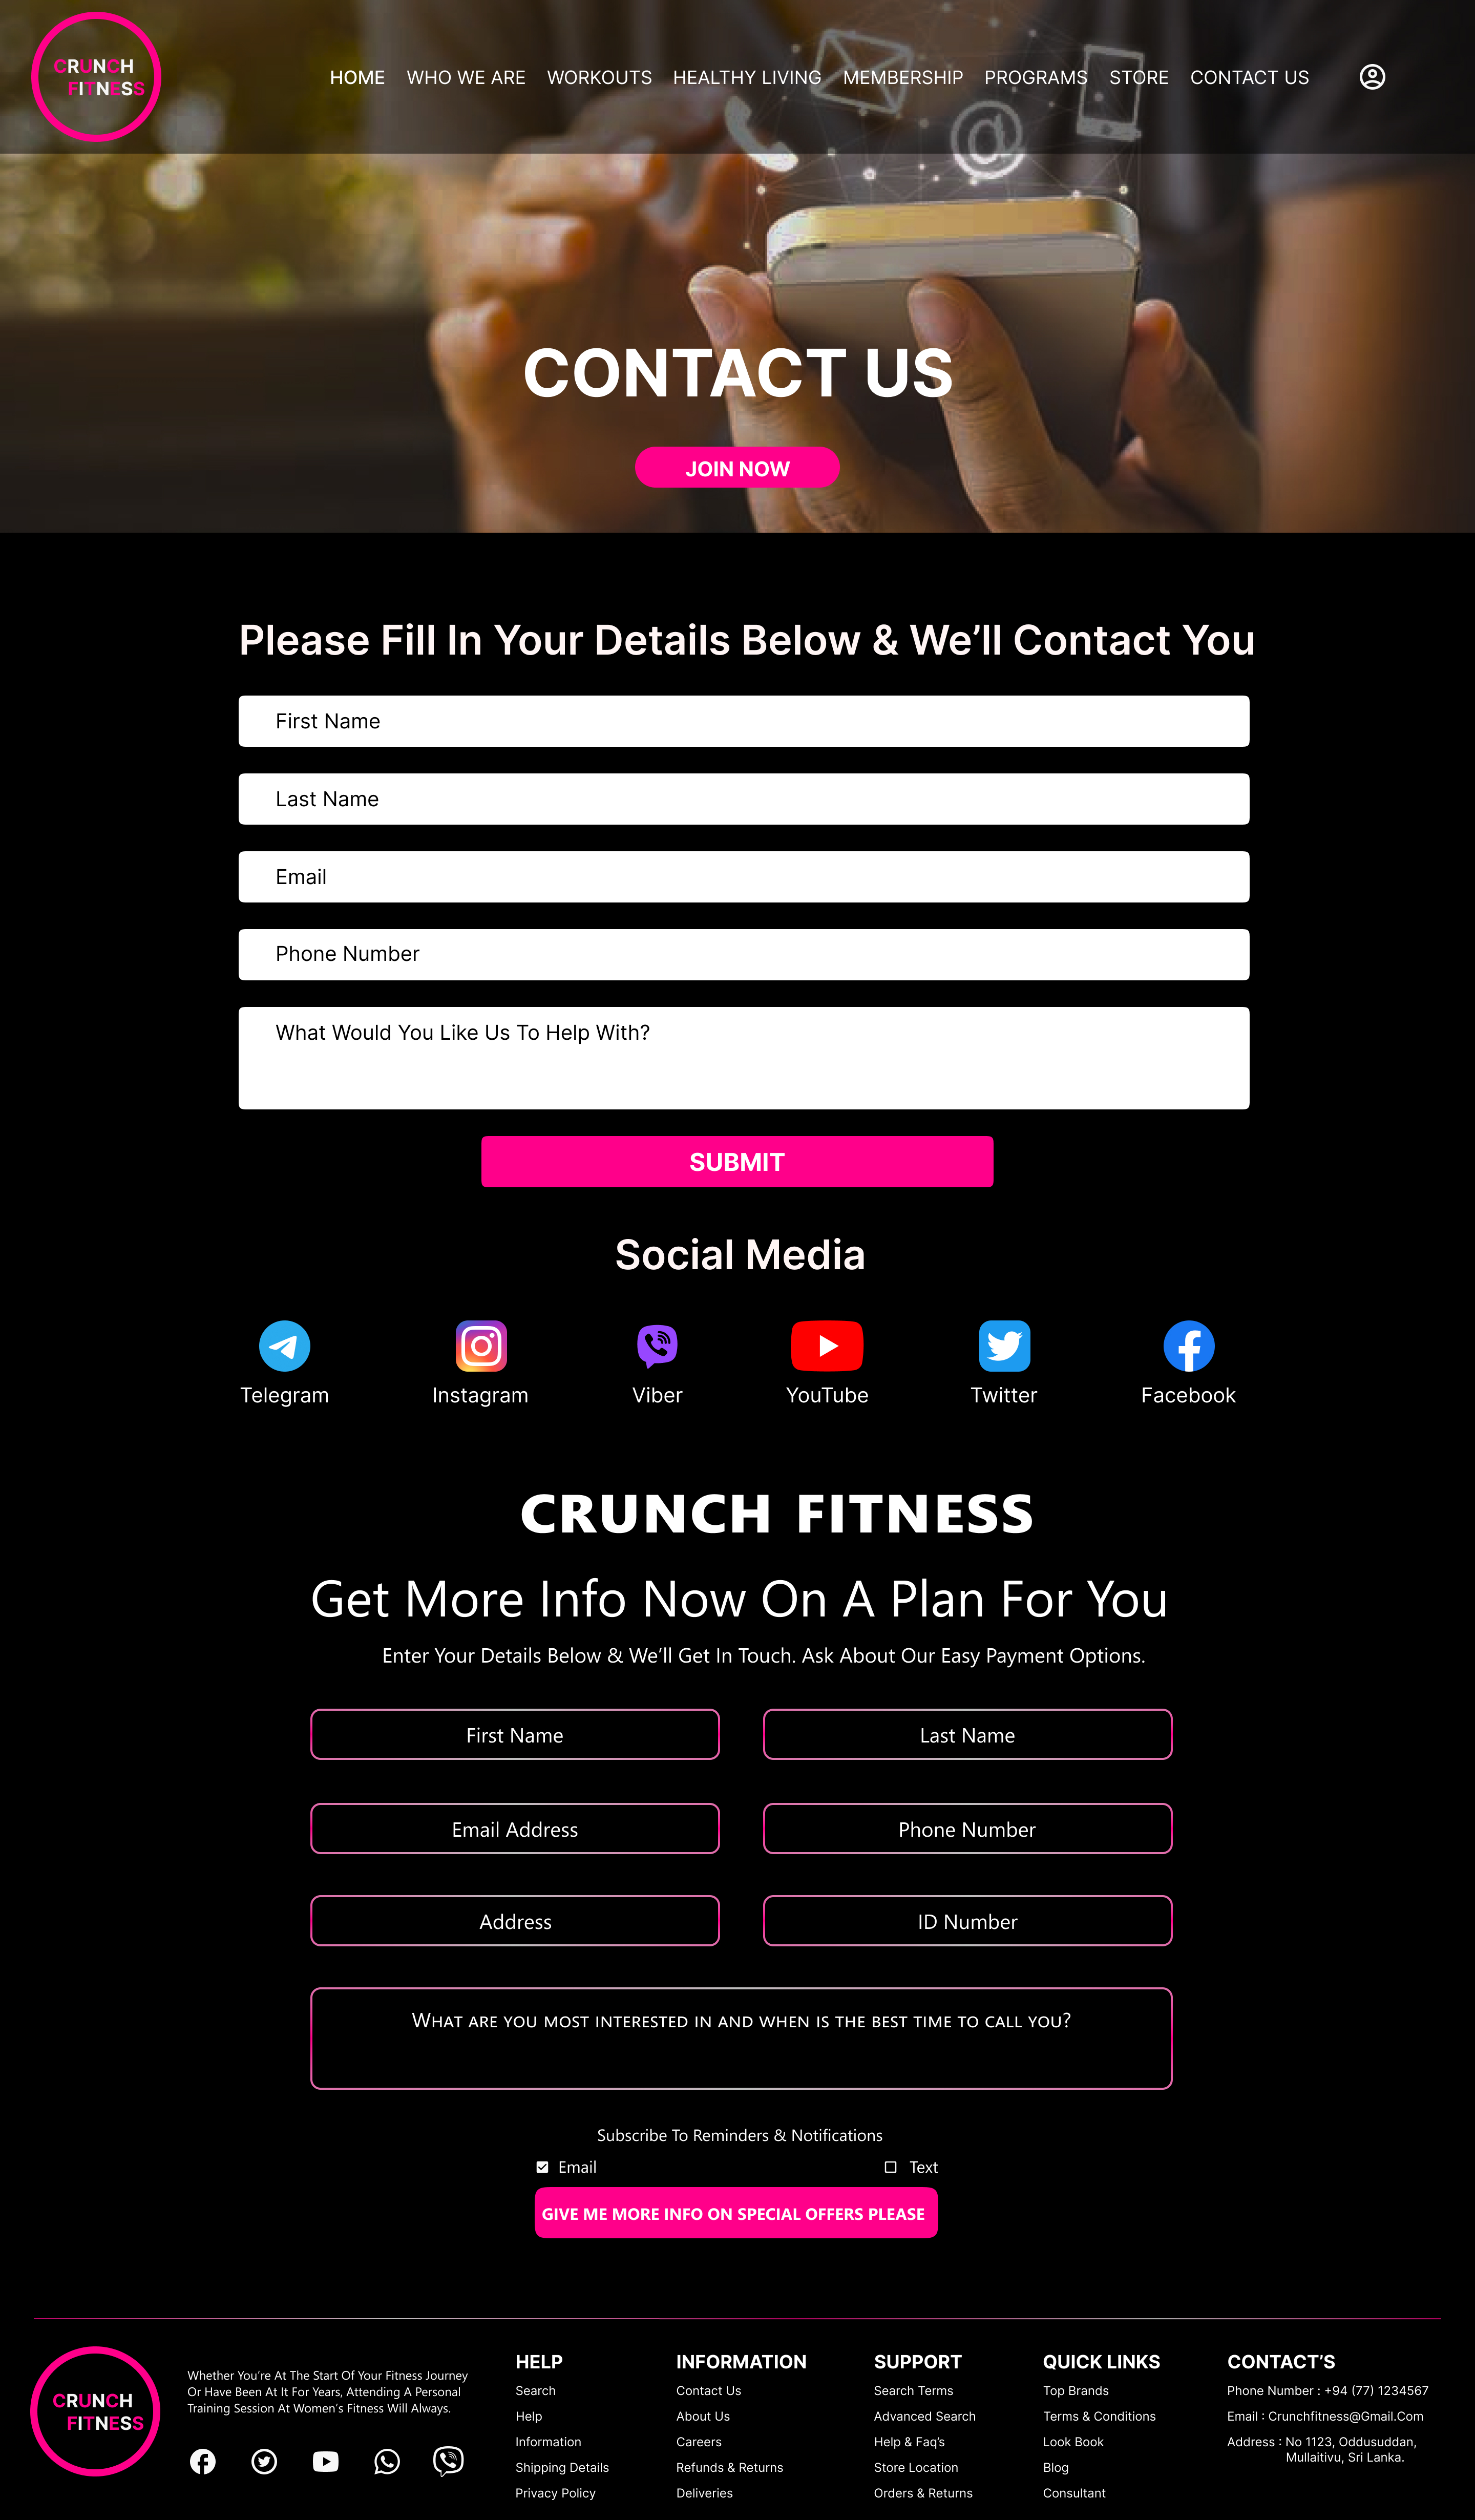 CRUNCH
FITNESS
HOME WHO WE ARE WORKOUTS HEALTHY LIVING MEMBERSHIP PROGRAMS STORE CONTACT US
@
CONTACT US
JOIN NOW
Please Fill In Your Details Below & We’ll Contact You
First Name
Last Name
Email
Phone Number
What Would You Like Us To Help With?
SUBMIT
Social Media
Telegram Instagram Viber YouTube Twitter Facebook
CRUNCH FITNESS
Get More Info Now On A Plan For You
Enter Your Details Below & We’ll Get In Touch. Ask About Our Easy Payment Options.
First Name Last Name
Email Address Phone Number
Address ID Number
What are you most interested in and when is the best time to call you?
Subscribe To Reminders & Notifications
Email Text
GIVE ME MORE INFO ON SPECIAL OFFERS PLEASE
CRUNCH
FITNESS
Whether You’re At The Start Of Your Fitness Journey
Or Have Been At It For Years, Attending A Personal
Training Session At Women’s Fitness Will Always.
HELP
Search
Help
Information
Shipping Details
Privacy Policy
INFORMATION
Contact Us
About Us
Careers
Refunds & Returns
Deliveries
SUPPORT
Search Terms
Advanced Search
Help & Faq’s
Store Location
Orders & Returns
QUICK LINKS
Top Brands
Terms & Conditions
Look Book
Blog
Consultant
CONTACT’S
Phone Number : +94 (77) 1234567
Email : Crunchfitness@Gmail.Com
Address : No 1123, Oddusuddan,
Mullaitivu, Sri Lanka.